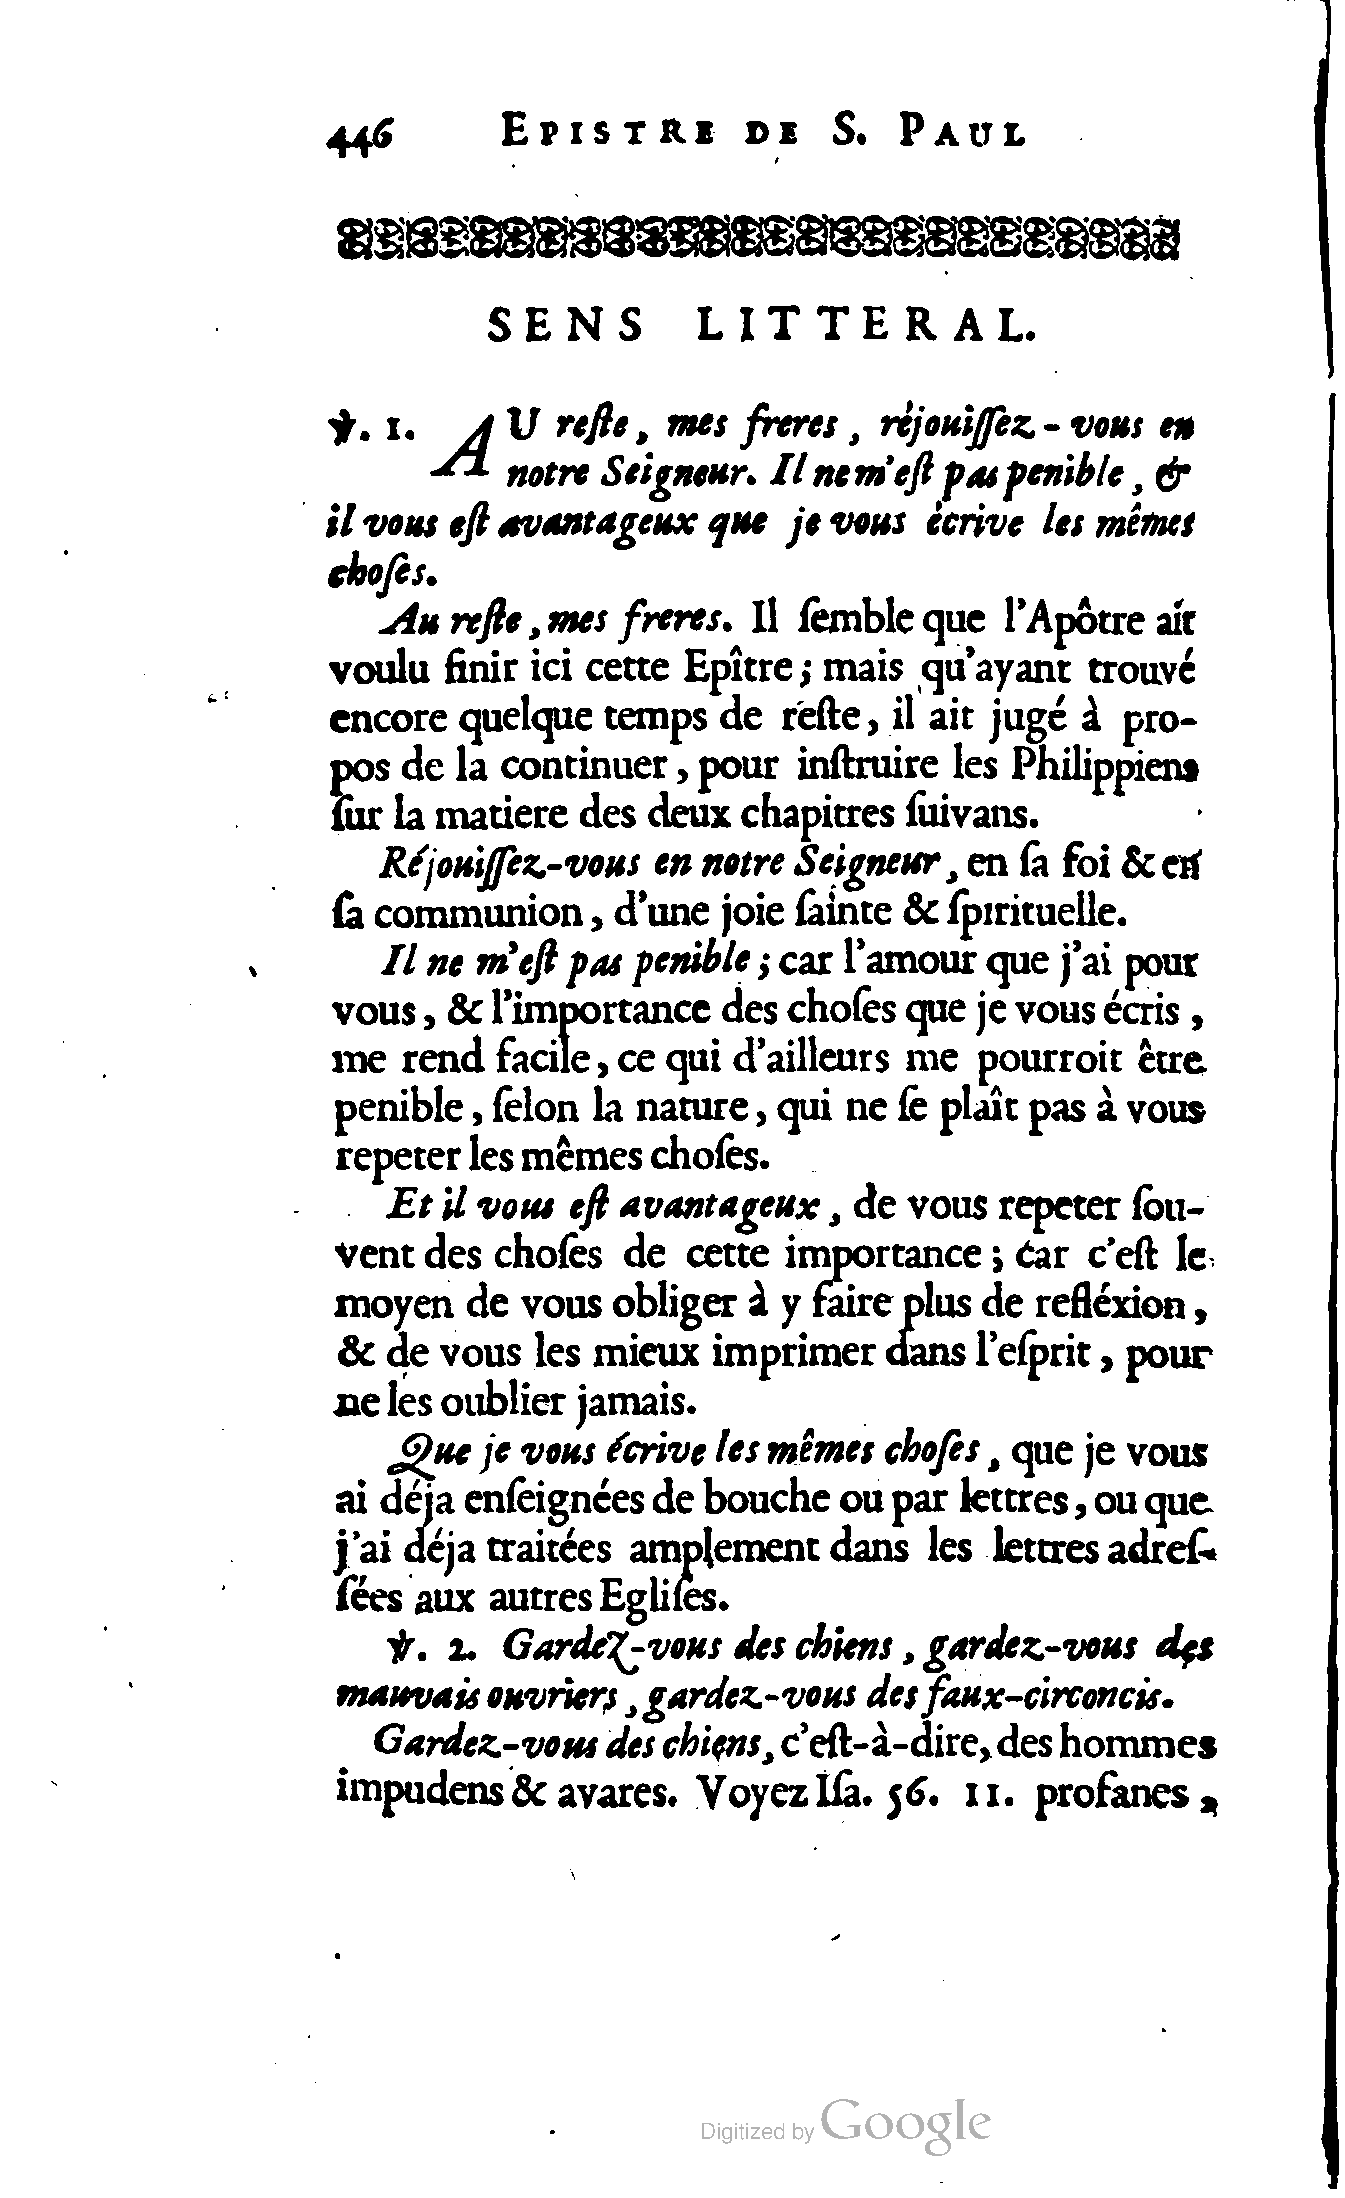 446 EPISTRE DE S. PAUL
SENS LITTERAL.
℣. 1. AU reſte, mes freres, réjouiſſez-vous en
notre Seigneur. Il ne m'eſt pas penible, &
il vous eſt avantageux que je vous écrive les mêmes
choſes.
Au reſte, mes freres. Il ſemble que l'Apôtre ait
voulu finir ici cette Epître; mais qu'ayant trouvé
encore quelque temps de reſte, il ait jugé à pro-
pos de la continuer, pour inſtruire les Philippiens
ſur la matiere des deux chapitres ſuivans.
Réjouiſſez-vous en notre Seigneur, en ſa foi & en
ſa communion, d'une joie ſainte & ſpirituelle.
Il ne m'eſt pas penible; car l'amour que j'ai pour
vous, & l'importance des choſes que je vous écris,
me rend facile, ce qui d'ailleurs me pourroit être
penible, ſelon la nature, qui ne ſe plaît pas à vous
repeter les mêmes choſes.
Et il vous eſt avantageux, de vous repeter ſou-
vent des choſes de cette importance; car c'eſt le
moyen de vous obliger à y faire plus de refléxion,
& de vous les mieux imprimer dans l'eſprit, pour
ne les oublier jamais.
Que je vous écrive les mêmes choſes, que je vous
ai déja enſeignées de bouche ou par lettres, ou que
j'ai déja traitées amplement dans les lettres adreſ-
ſées aux autres Egliſes.
℣. 2. Gardez-vous des chiens, gardez-vous des
mauvais ouvriers, gardez-vous des faux-circoncis.
Gardez-vous des chiens, c'eſt-à-dire, des hommes
impudens & avares. Voyez Iſa. 56. 11. profanes,
Digitized by Google